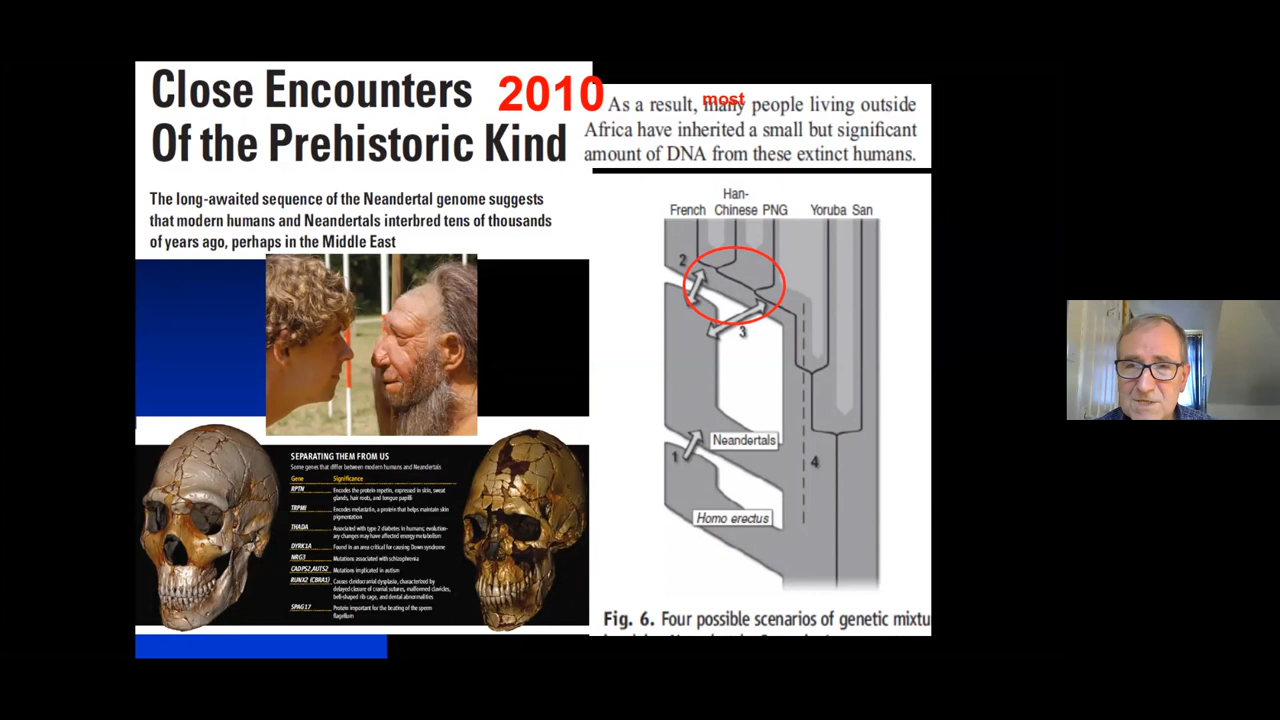 Close Encounters
Of the Prehistoric Kind
2010
The long-awaited sequence of the Neandertal genome suggests
that modern humans and Neandertals interbred tens of thousands
of years ago, perhaps in the Middle East
SEPARATING THEM FROM US
Some genes that differ between modern humans and Neandertals
Gene Significance
RPTN Encodes the protein repetin, expressed in skin, sweat
glands, hair roots, and tongue papilli
TRPM1 Encodes melastatin, a protein that helps maintain skin
pigmentation
THADA Associated with type 2 diabetes in humans; evolution-
ary changes may have affected energy metabolism
DYRK1A Found in an area critical for causing Down syndrome
NRG3 Mutations associated with schizophrenia
CADPS2, AUTS2 Mutations implicated in autism
RUNX2 (CBRA1) Causes cleidocranial dysplasia, characterized by
delayed closure of cranial sutures, malformed clavicles,
bell-shaped rib cage, and dental abnormalities
SPAG17 Protein important for the beating of the sperm
flagellum
most
As a result, many people living outside
Africa have inherited a small but significant
amount of DNA from these extinct humans.
Han-
French Chinese PNG Yoruba San
2
3
Neandertals
1
4
Homo erectus
Fig. 6. Four possible scenarios of genetic mixtu